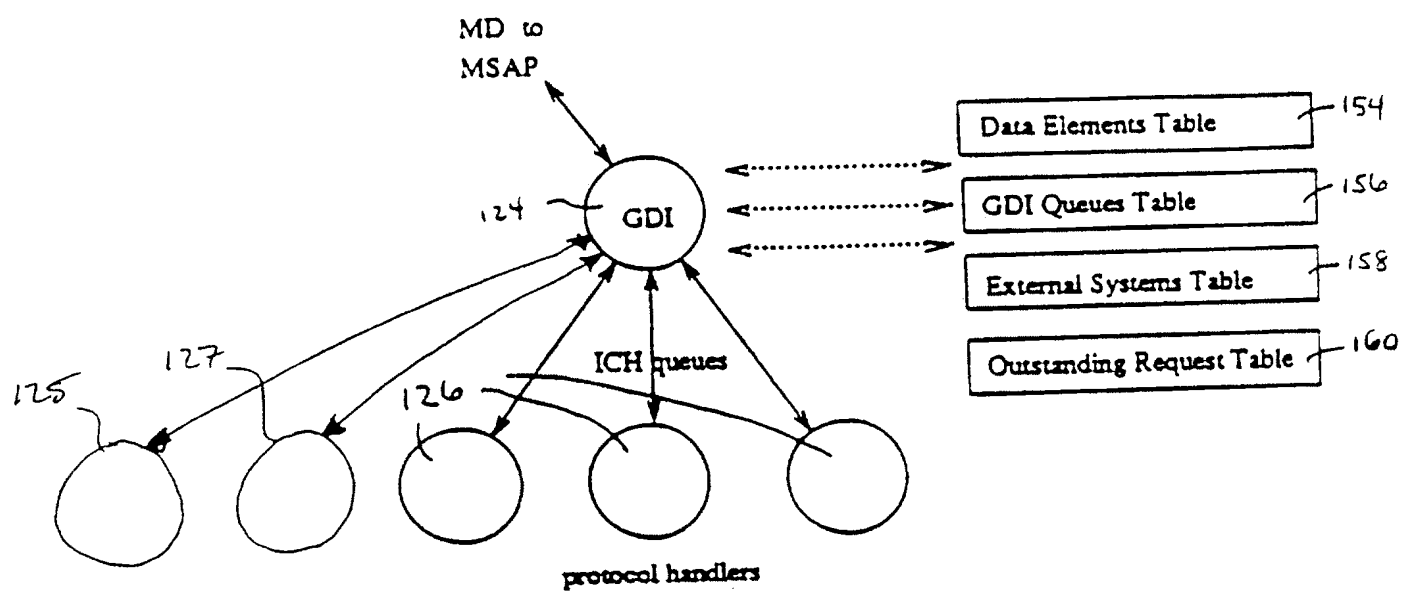 MD to
MSAP
Data Elements Table
154
124
GDI
GDI Queues Table
156
External Systems Table
158
ICH queues
Outstanding Request Table
160
125
127
126
protocol handlers